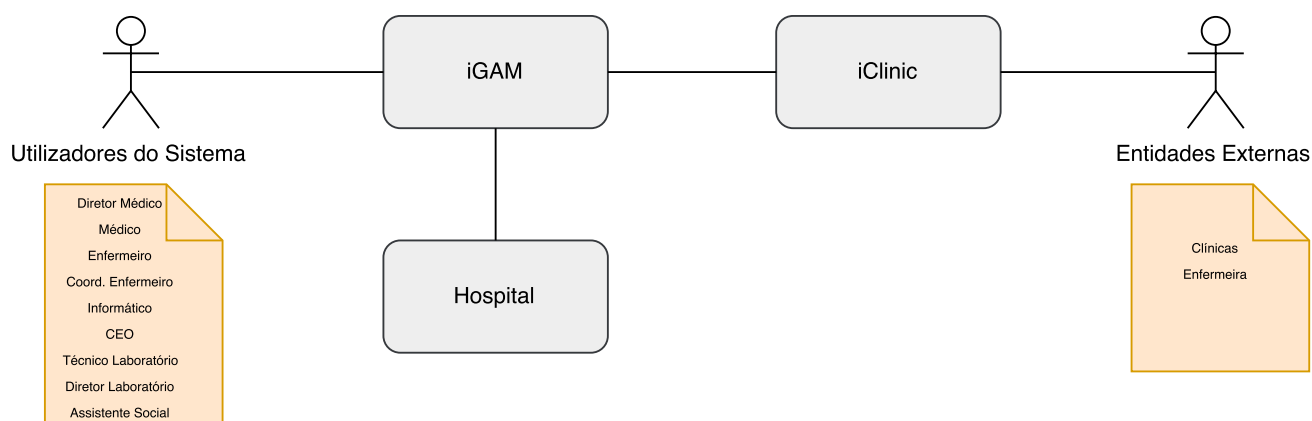 iGAM
iClinic
Utilizadores do Sistema
Entidades Externas
Diretor Médico
Médico
Enfermeiro
Coord. Enfermeiro
Informático
CEO
Técnico Laboratório
Diretor Laboratório
Assistente Social
Hospital
Clínicas
Enfermeira